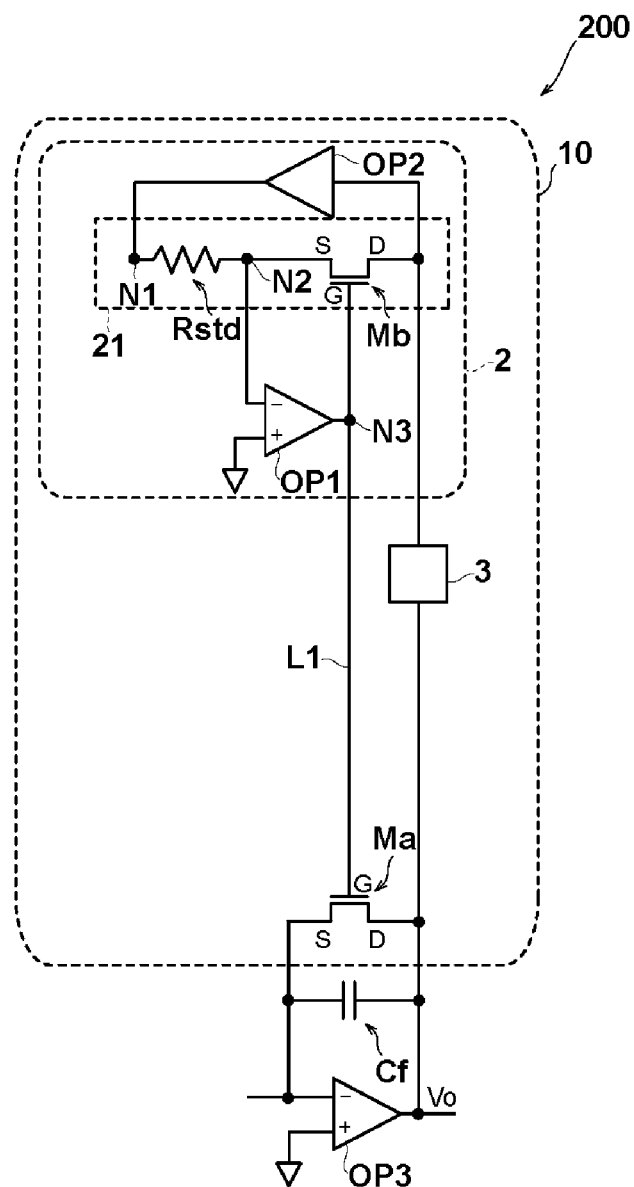 200
10
OP2
S D
N1
N2
G
Rstd
Mb
21
2
−
N3
+
OP1
3
L1
Ma
G
S D
Cf
−
Vo
+
OP3